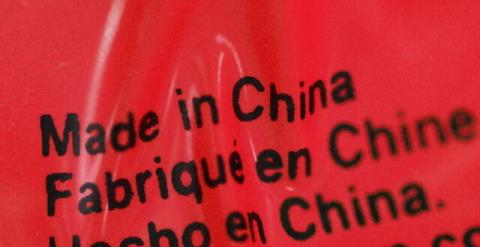 Made in China
Fabriqué en Chine
Hecho en China.